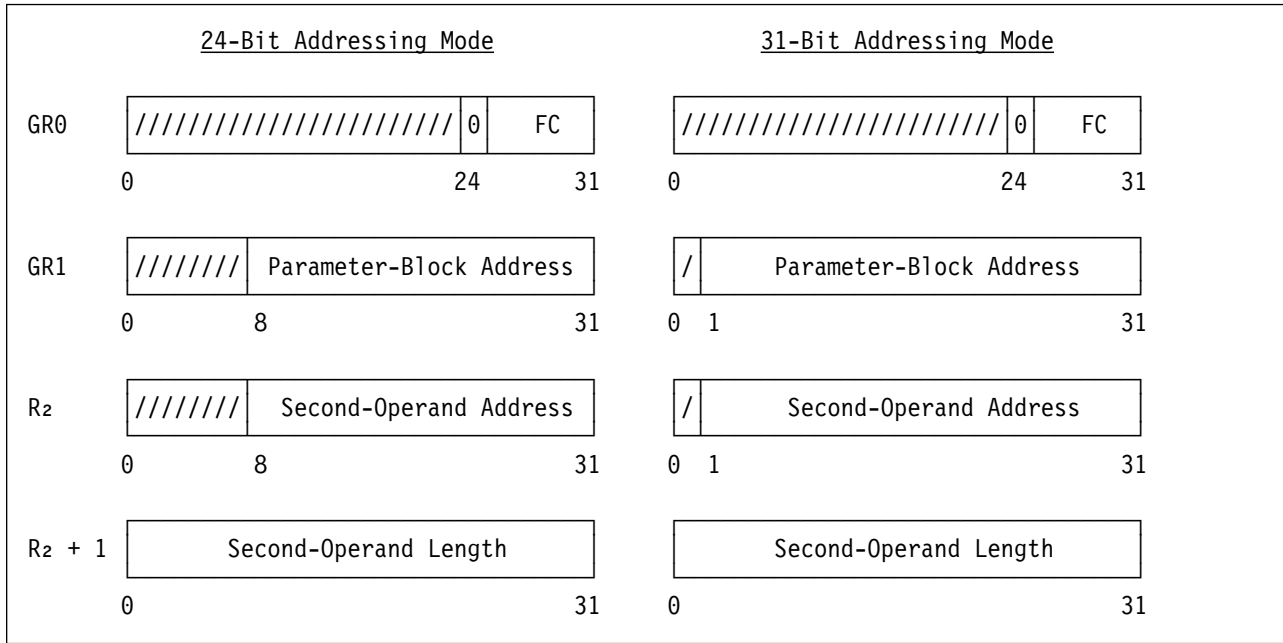 24-Bit Addressing Mode 31-Bit Addressing Mode
GR0 //////////////////////// 0 FC //////////////////////// 0 FC
0 24 31 0 24 31
GR1 //////// Parameter-Block Address / Parameter-Block Address
0 8 31 0 1 31
R₂ //////// Second-Operand Address / Second-Operand Address
0 8 31 0 1 31
R₂ + 1 Second-Operand Length Second-Operand Length
0 31 0 31